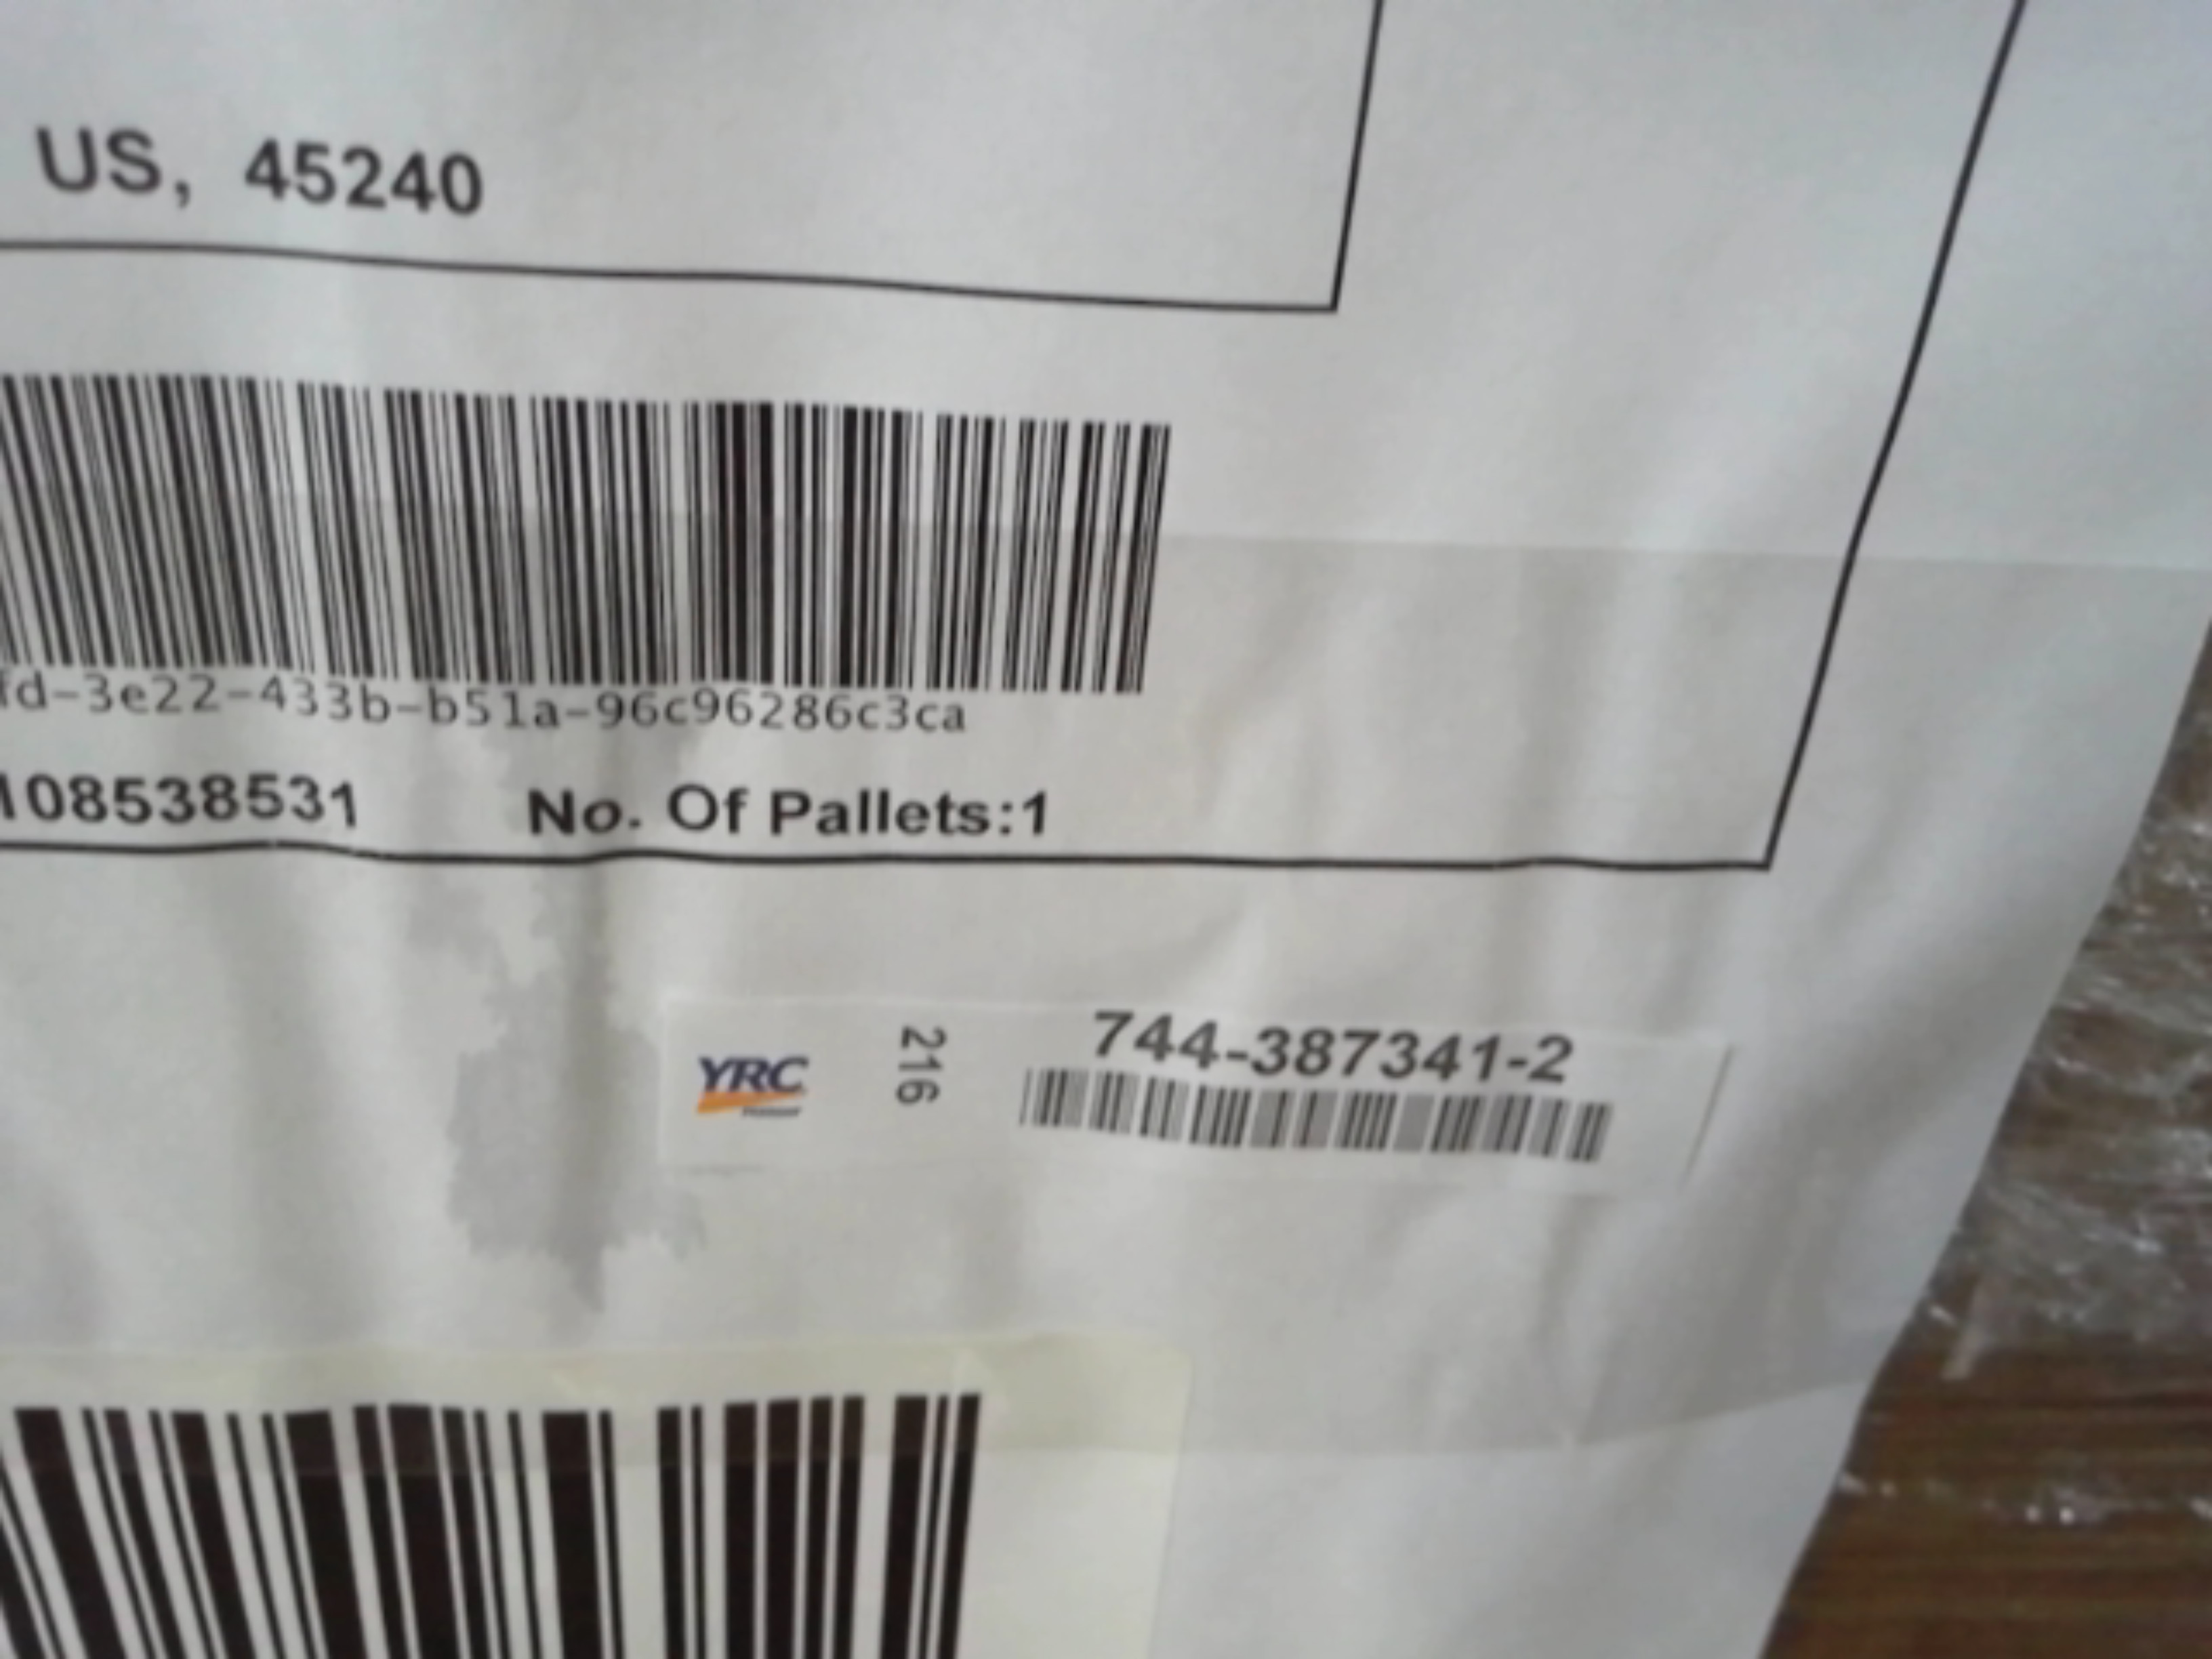 US, 45240
fd-3e22-433b-b51a-96c96286c3ca
108538531 No. Of Pallets:1
YRC 216 744-387341-2